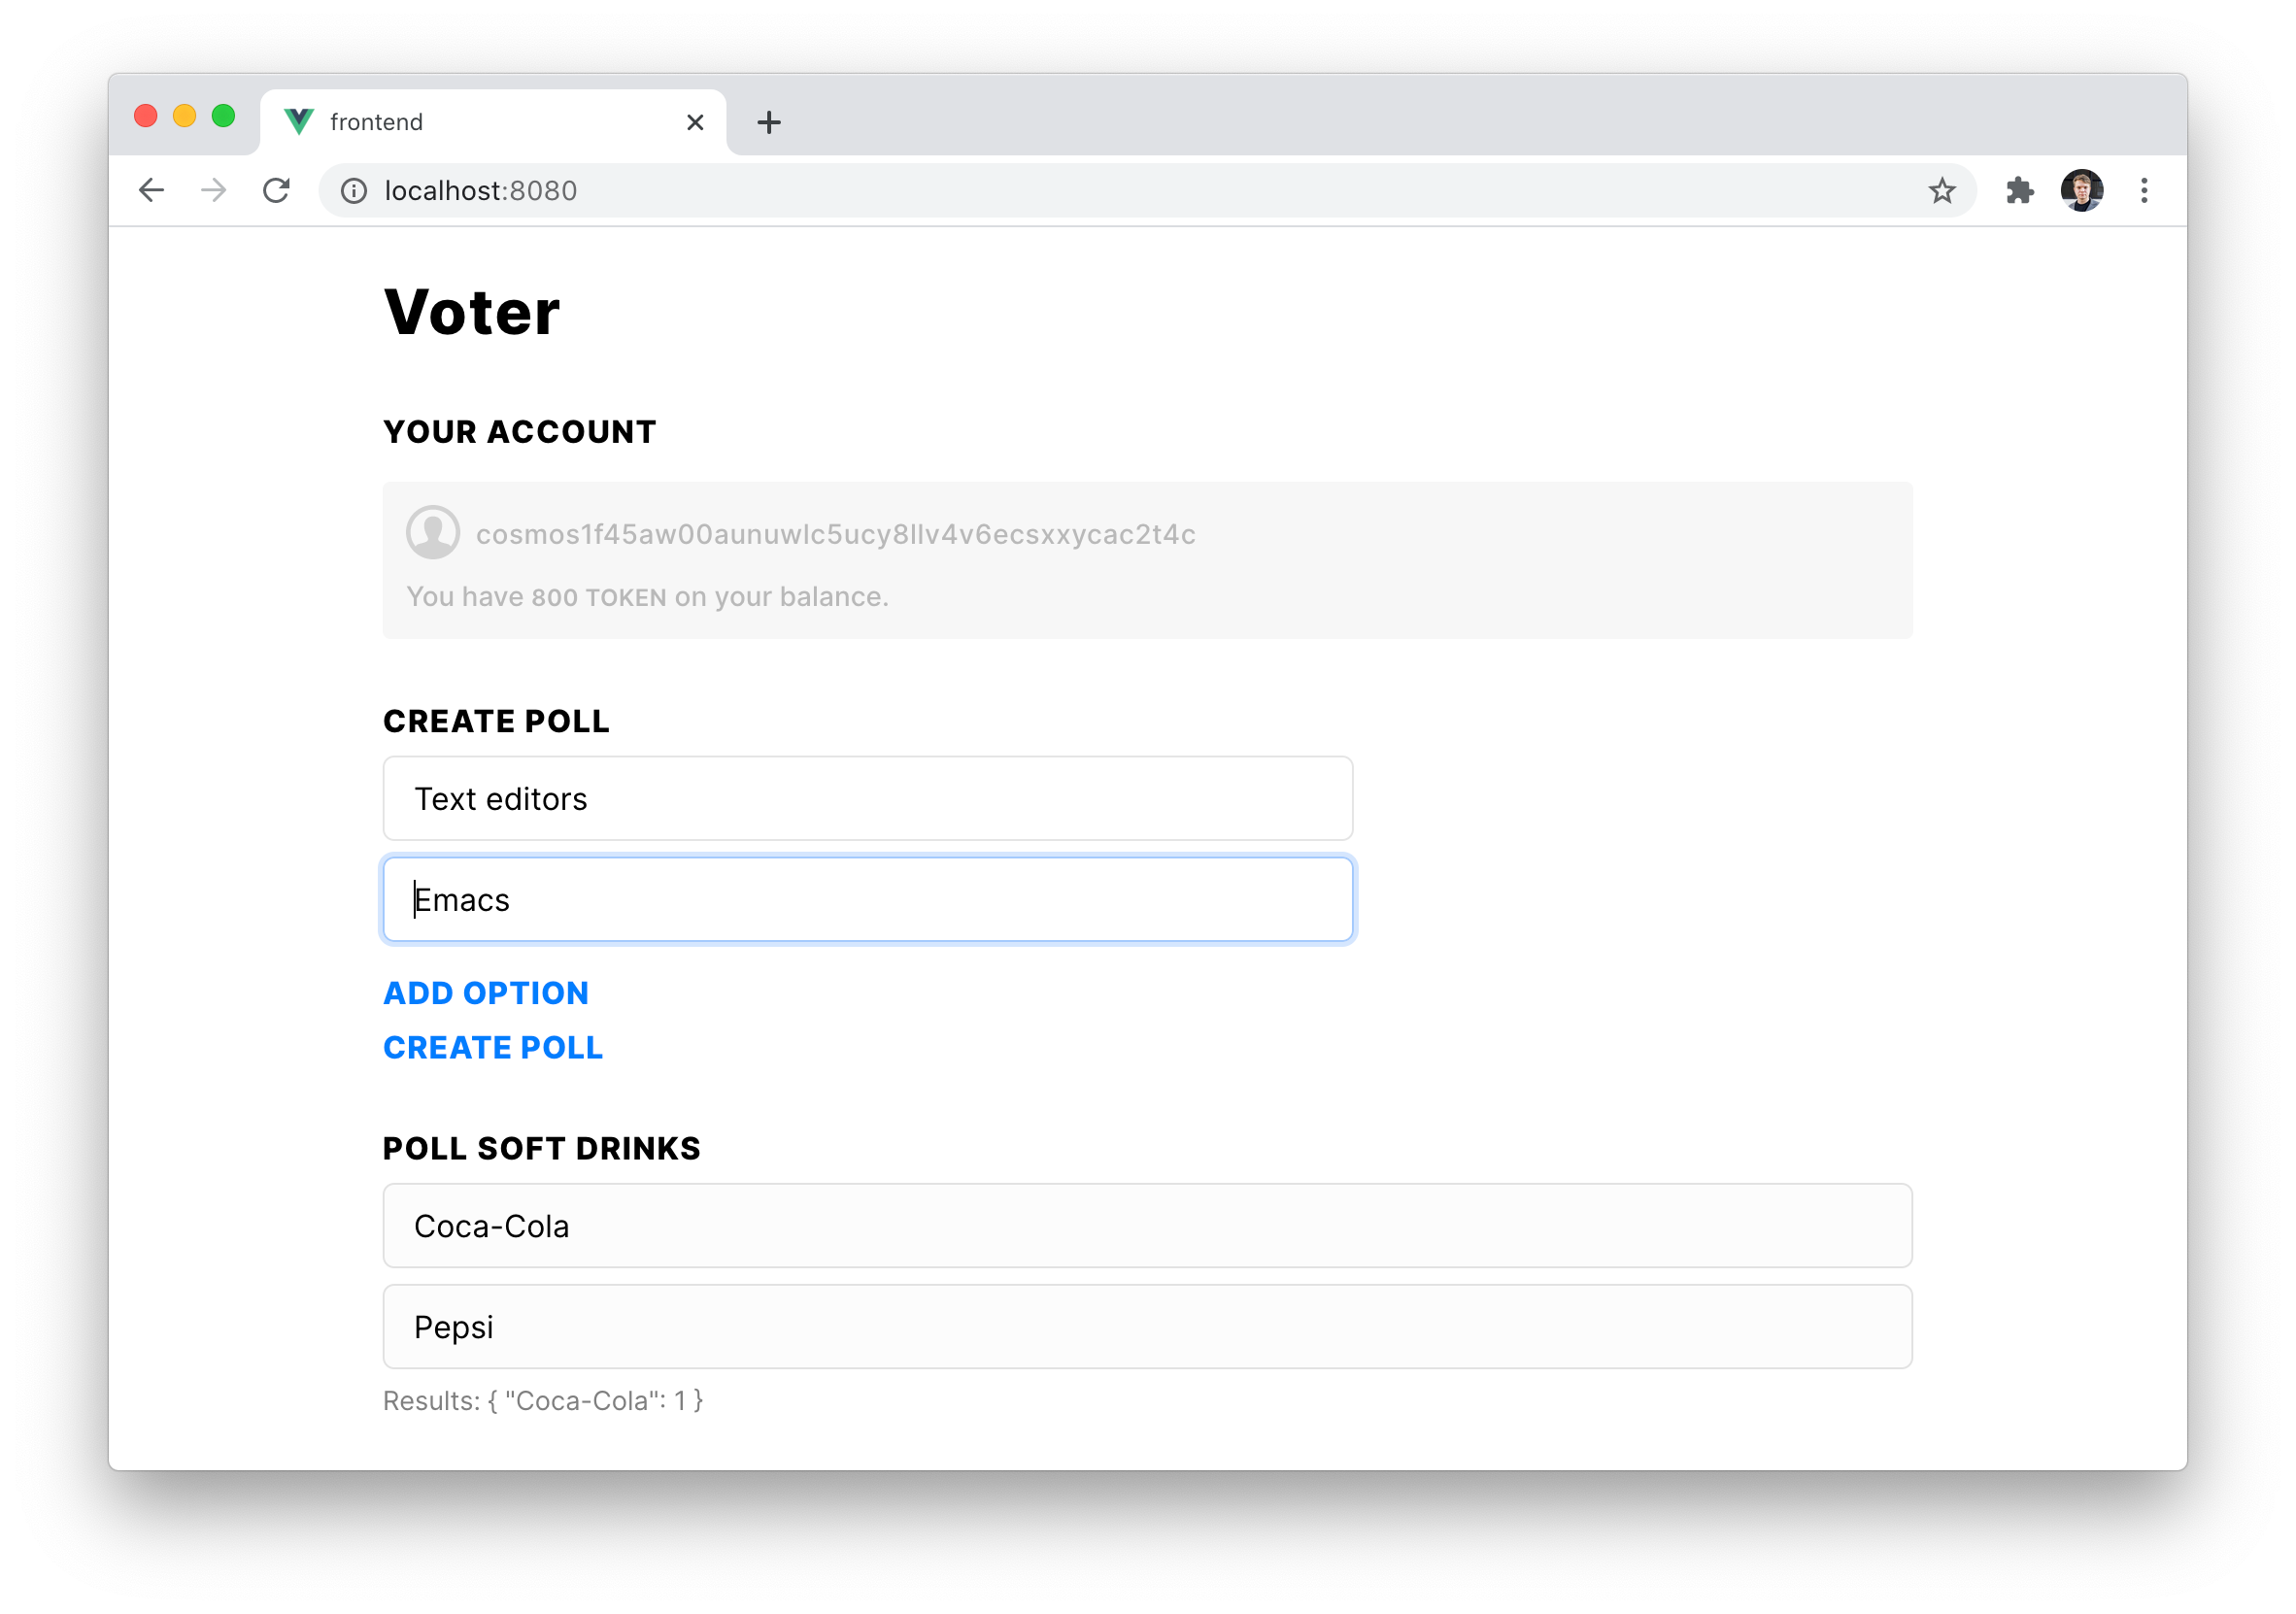 frontend
localhost:8080
Voter
YOUR ACCOUNT
cosmos1f45aw00aunuwlc5ucy8llv4v6ecsxxycac2t4c
You have 800 TOKEN on your balance.
CREATE POLL
Text editors
Emacs
ADD OPTION
CREATE POLL
POLL SOFT DRINKS
Coca-Cola
Pepsi
Results: { "Coca-Cola": 1 }